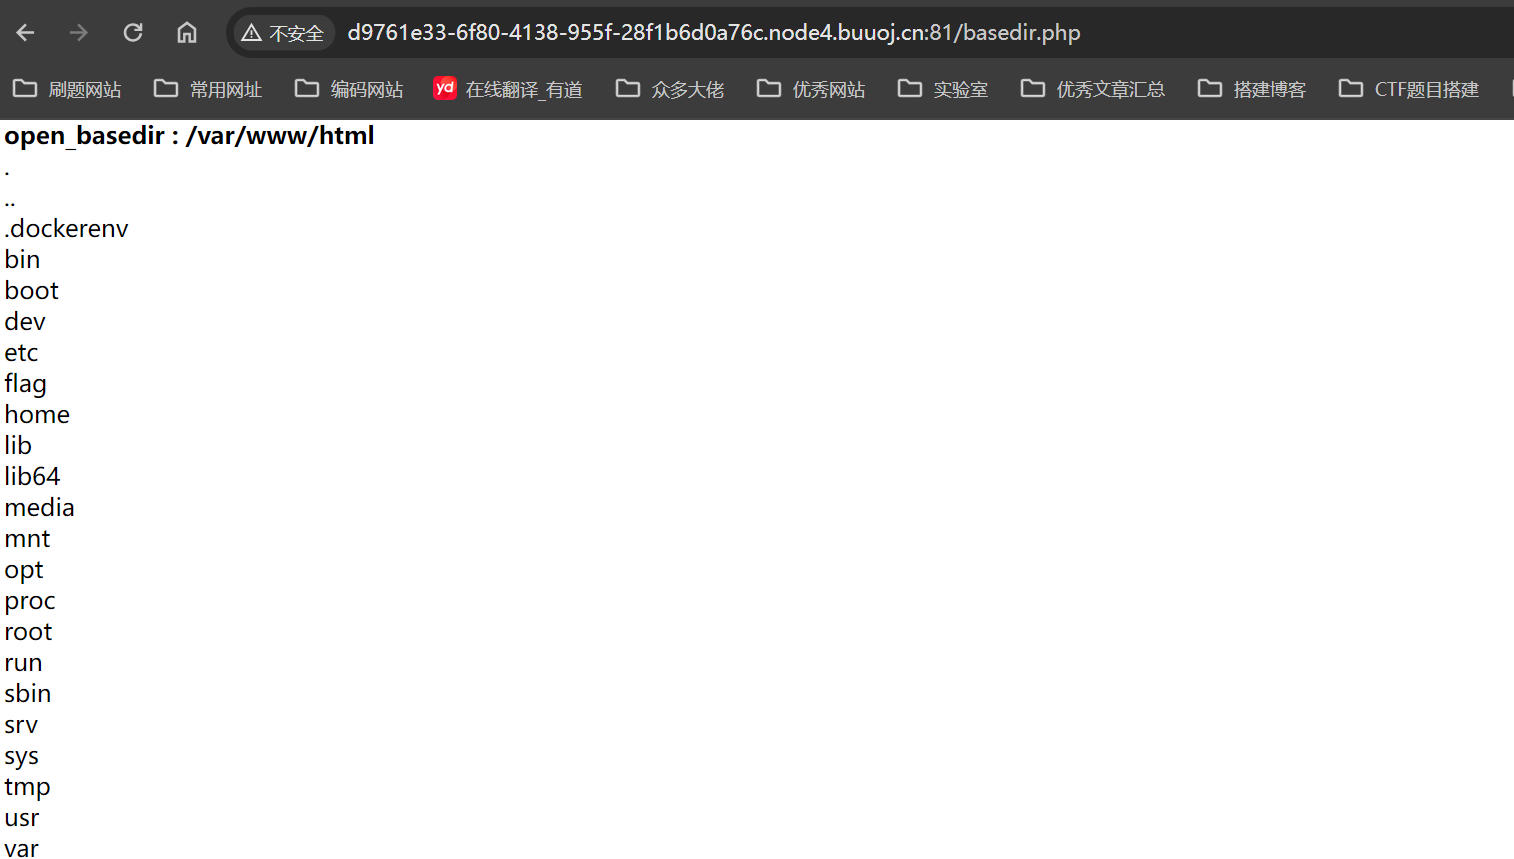 不安全 d9761e33-6f80-4138-955f-28f1b6d0a76c.node4.buuoj.cn:81/basedir.php
刷题网站 常用网址 编码网站 yd 在线翻译_有道 众多大佬 优秀网站 实验室 优秀文章汇总 搭建博客 CTF题目搭建
open_basedir : /var/www/html
.
..
.dockerenv
bin
boot
dev
etc
flag
home
lib
lib64
media
mnt
opt
proc
root
run
sbin
srv
sys
tmp
usr
var